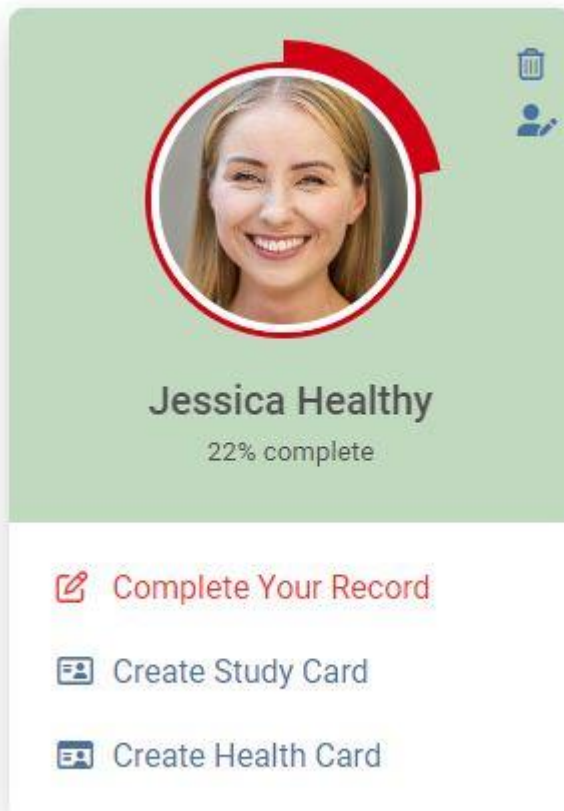 Jessica Healthy
22% complete
Complete Your Record
Create Study Card
Create Health Card